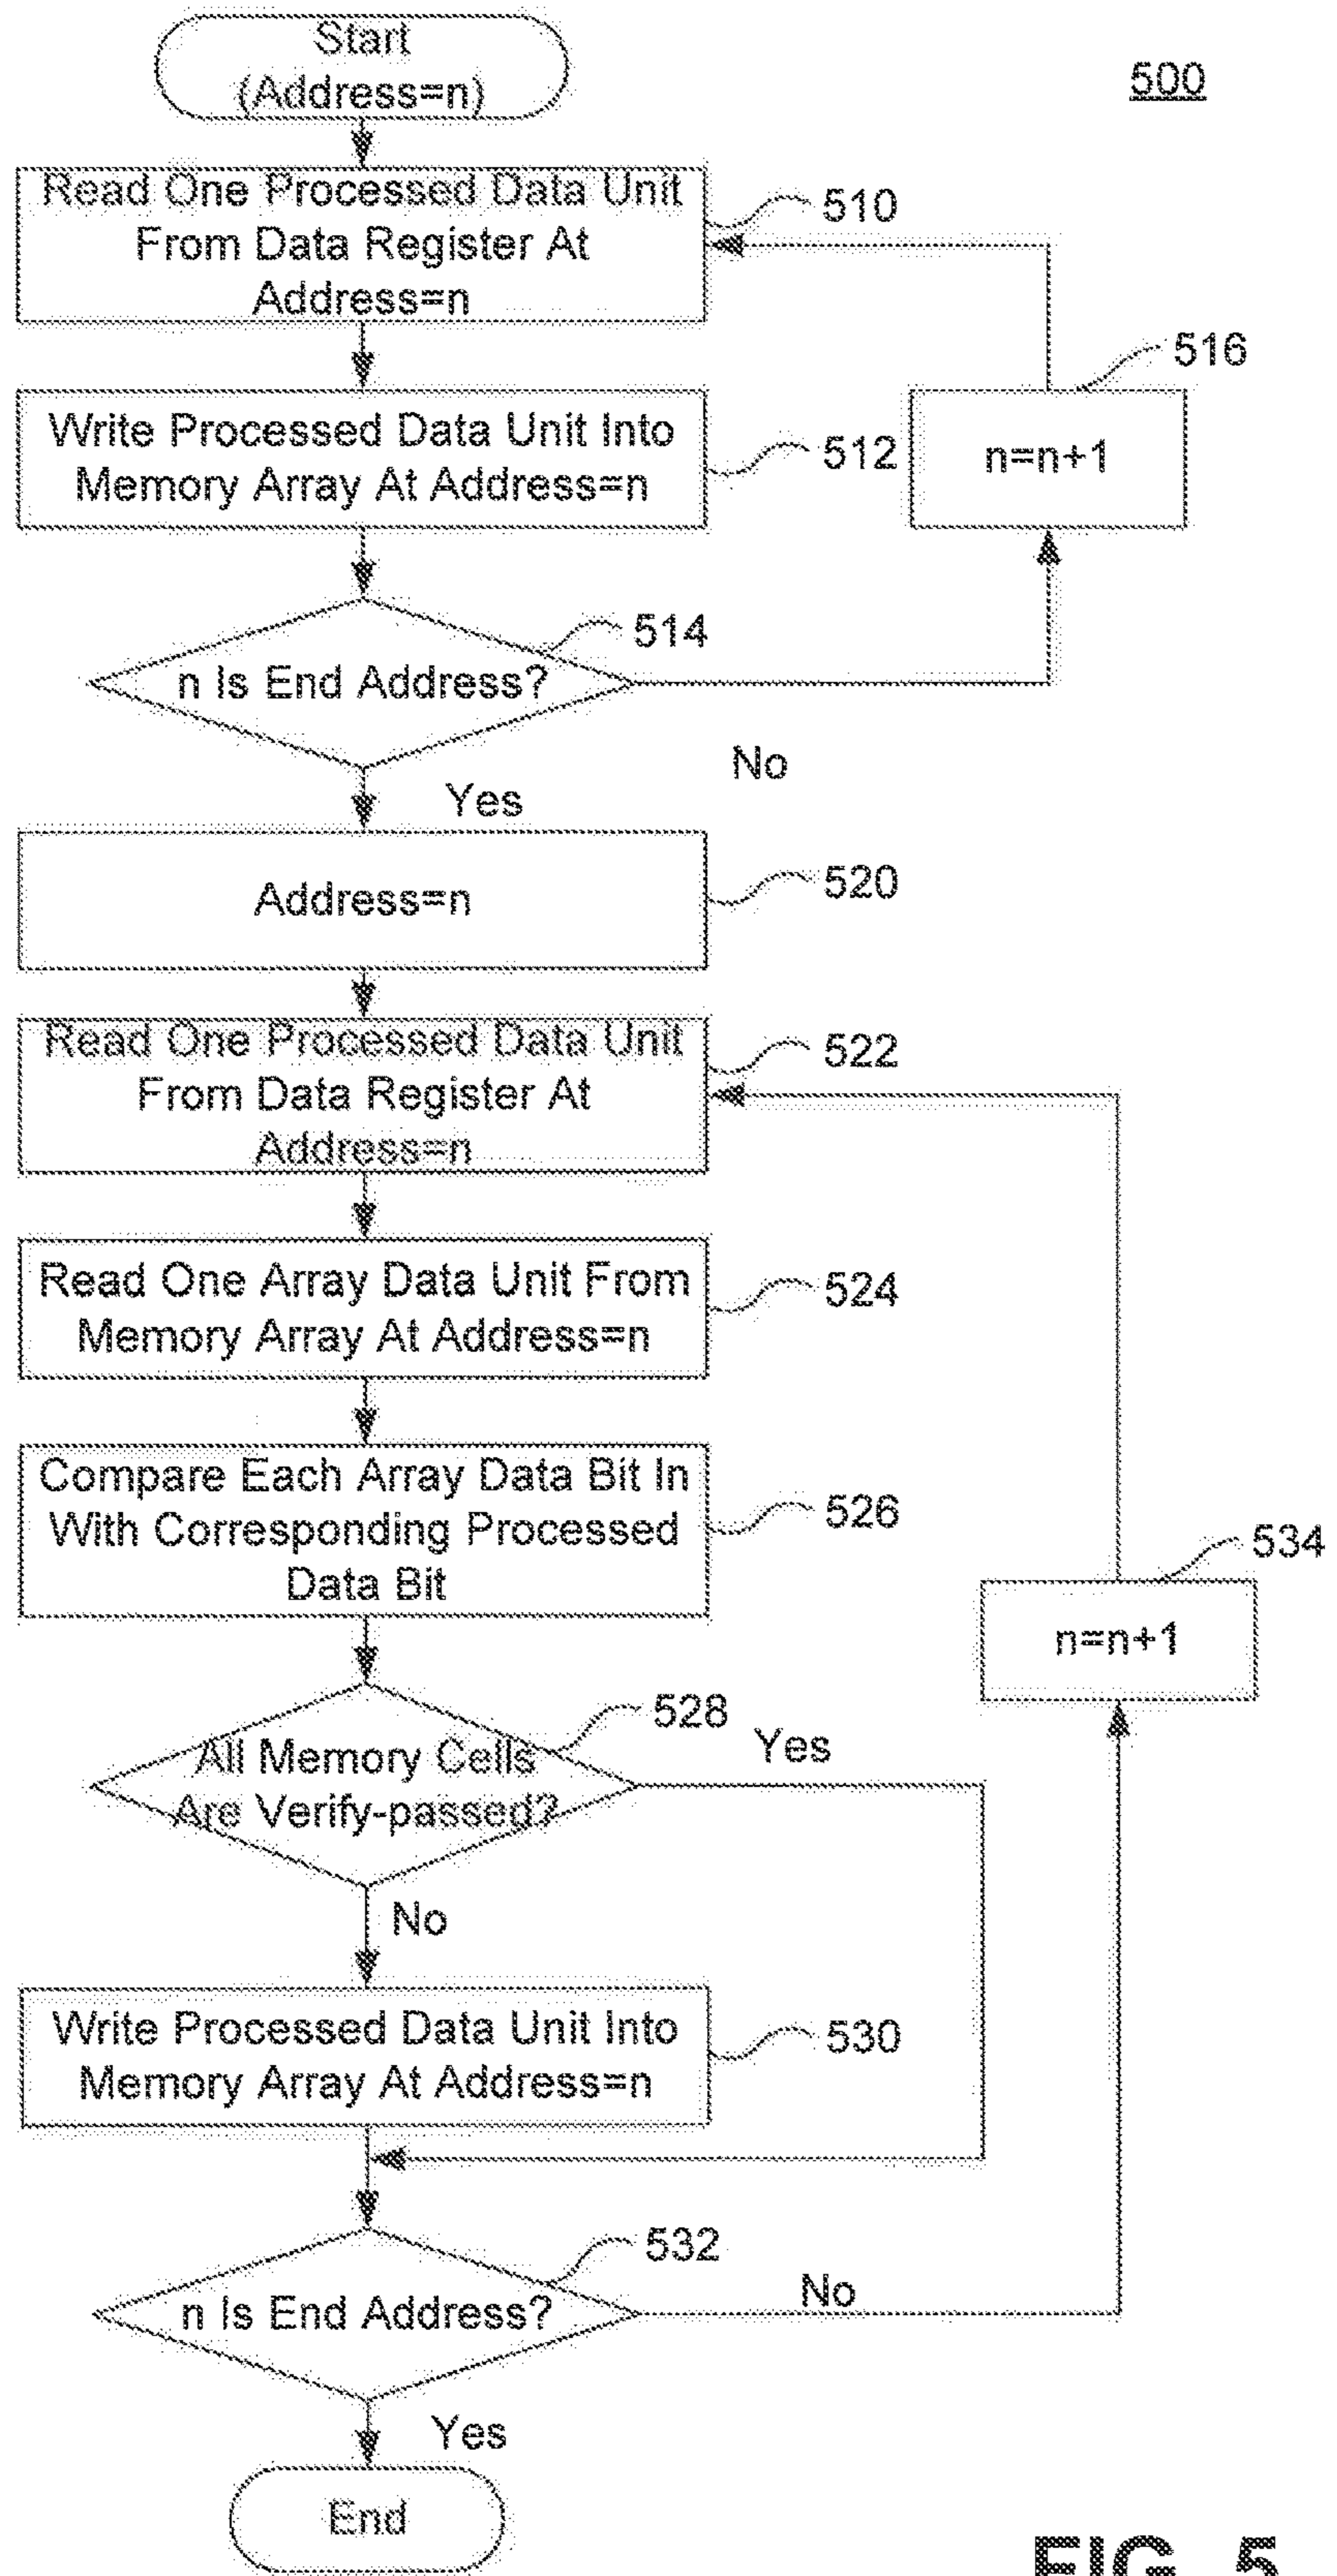 Start
(Address=n)
500
Read One Processed Data Unit
From Data Register At
Address=n
510
516
n=n+1
Write Processed Data Unit Into
Memory Array At Address=n
512
514
n Is End Address?
No
Yes
Address=n
520
Read One Processed Data Unit
From Data Register At
Address=n
522
Read One Array Data Unit From
Memory Array At Address=n
524
Compare Each Array Data Bit In
With Corresponding Processed
Data Bit
526
534
n=n+1
528
All Memory Cells
Are Verify-passed?
Yes
No
Write Processed Data Unit Into
Memory Array At Address=n
530
532
n Is End Address?
No
Yes
End
FIG. 5